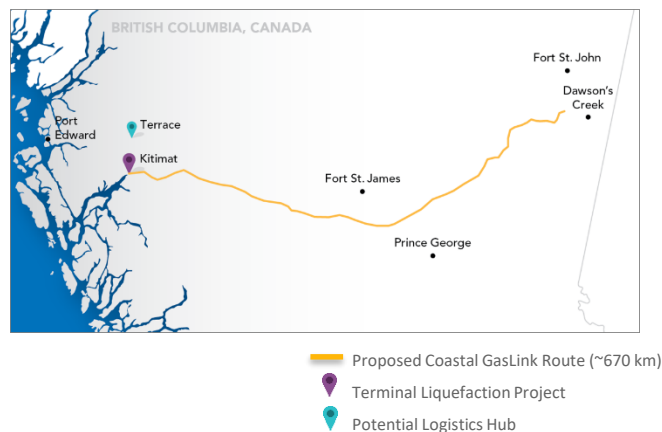 BRITISH COLUMBIA, CANADA
Fort St. John
Dawson's
Creek
Port
Edward
Terrace
Kitimat
Fort St. James
Prince George
Proposed Coastal GasLink Route (~670 km)
Terminal Liquefaction Project
Potential Logistics Hub